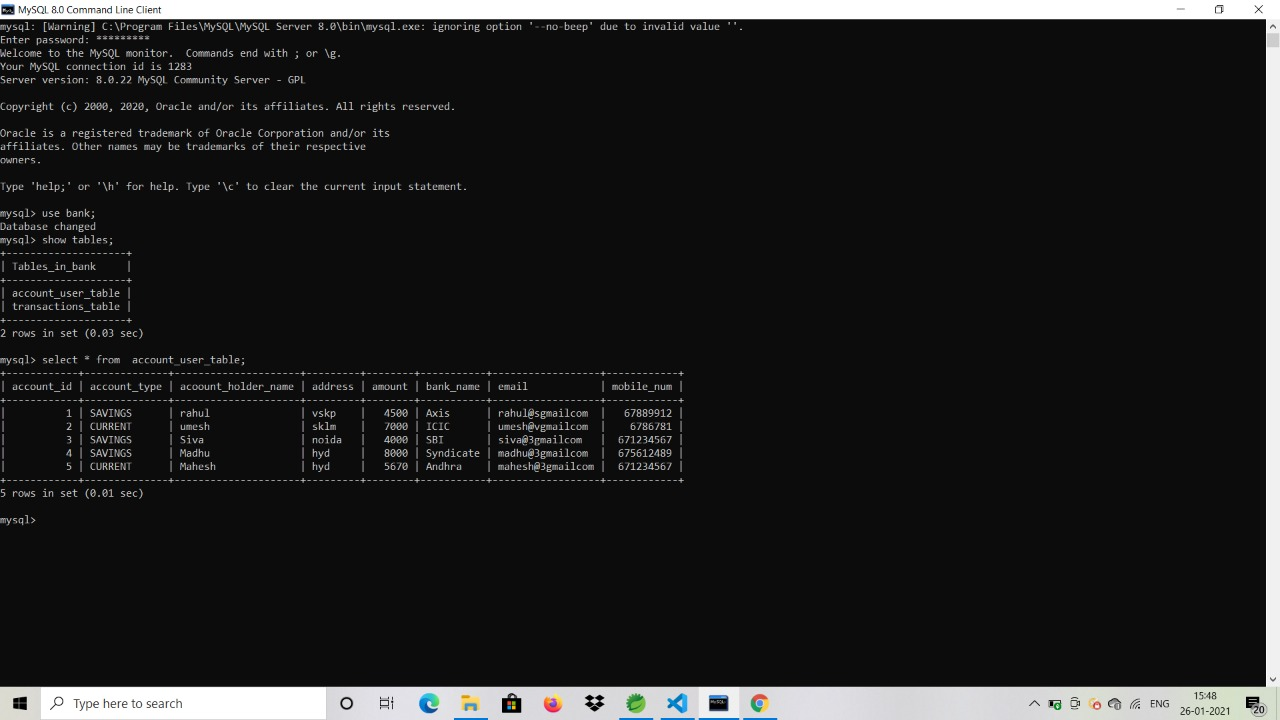 MySQL 8.0 Command Line Client
mysql: [Warning] C:\Program Files\MySQL\MySQL Server 8.0\bin\mysql.exe: ignoring option '--no-beep' due to invalid value ''.
Enter password: *********
Welcome to the MySQL monitor.  Commands end with ; or \g.
Your MySQL connection id is 1283
Server version: 8.0.22 MySQL Community Server - GPL
Copyright (c) 2000, 2020, Oracle and/or its affiliates. All rights reserved.
Oracle is a registered trademark of Oracle Corporation and/or its
affiliates. Other names may be trademarks of their respective
owners.
Type 'help;' or '\h' for help. Type '\c' to clear the current input statement.
mysql> use bank;
Database changed
mysql> show tables;
+--------------------+
| Tables_in_bank     |
+--------------------+
| account_user_table |
| transactions_table |
+--------------------+
2 rows in set (0.03 sec)
mysql> select * from  account_user_table;
+------------+--------------+---------------------+---------+--------+-----------+------------------+------------+
| account_id | account_type | acoount_holder_name | address | amount | bank_name | email            | mobile_num |
+------------+--------------+---------------------+---------+--------+-----------+------------------+------------+
|          1 | SAVINGS      | rahul               | vskp    |   4500 | Axis      | rahul@sgmailcom  |   67889912 |
|          2 | CURRENT      | umesh               | sklm    |   7000 | ICIC      | umesh@vgmailcom  |    6786781 |
|          3 | SAVINGS      | Siva                | noida   |   4000 | SBI       | siva@3gmailcom   |  671234567 |
|          4 | SAVINGS      | Madhu               | hyd     |   8000 | Syndicate | madhu@3gmailcom  |  675612489 |
|          5 | CURRENT      | Mahesh              | hyd     |   5670 | Andhra    | mahesh@3gmailcom |  671234567 |
+------------+--------------+---------------------+---------+--------+-----------+------------------+------------+
5 rows in set (0.01 sec)
mysql>
Type here to search
ENG
15:48
26-01-2021
20